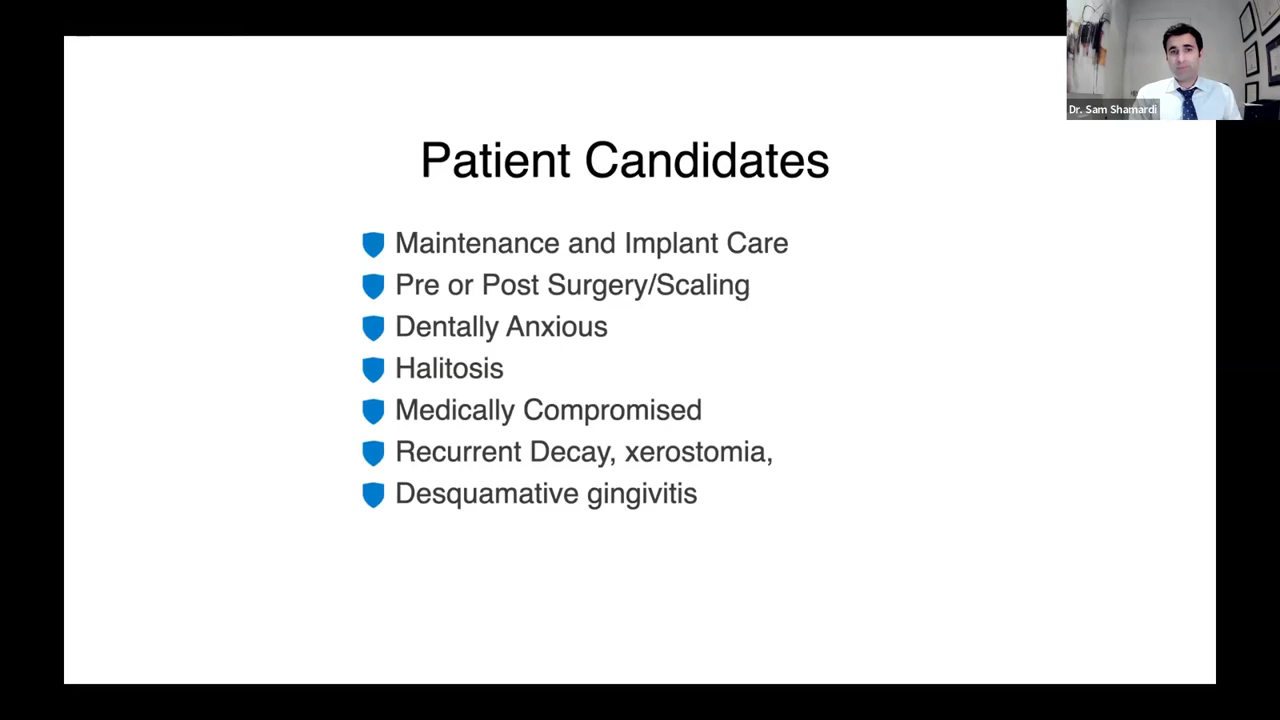 Dr. Sam Shamardi
Patient Candidates
Maintenance and Implant Care
Pre or Post Surgery/Scaling
Dentally Anxious
Halitosis
Medically Compromised
Recurrent Decay, xerostomia,
Desquamative gingivitis